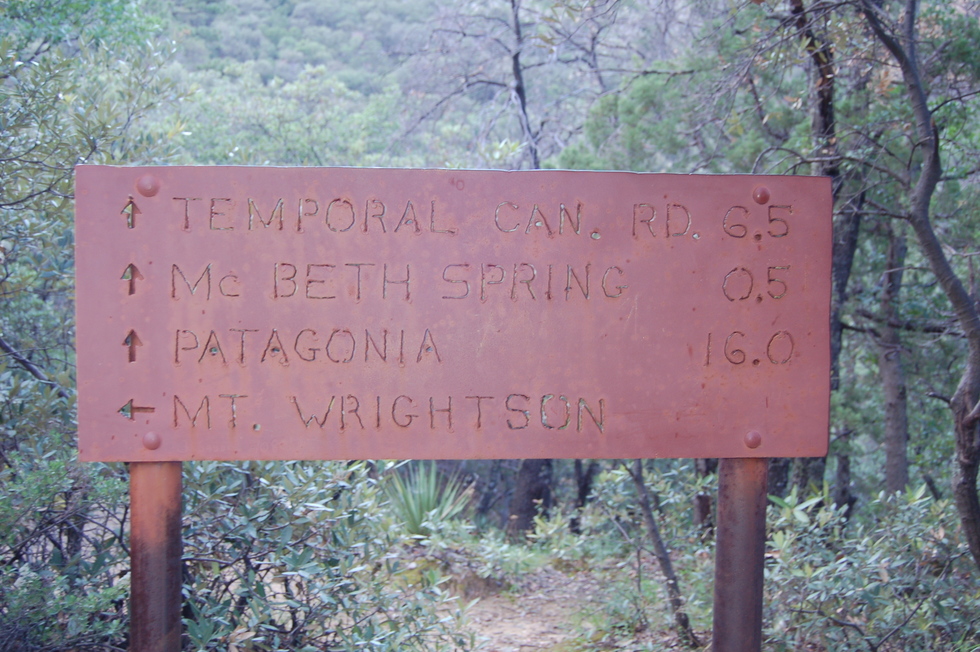 ↑ TEMPORAL CAN. RD. 6.5
↑ Mc BETH SPRING 0.5
↑ PATAGONIA 16.0
← MT. WRIGHTSON